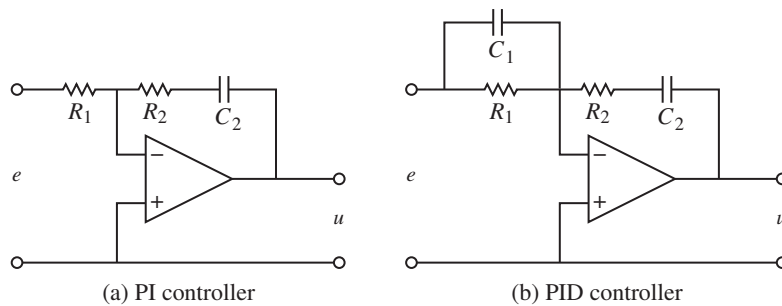 C₁
R₁
R₂
C₂
e
−
+
u
(a) PI controller
R₁
R₂
C₂
e
−
+
u
(b) PID controller